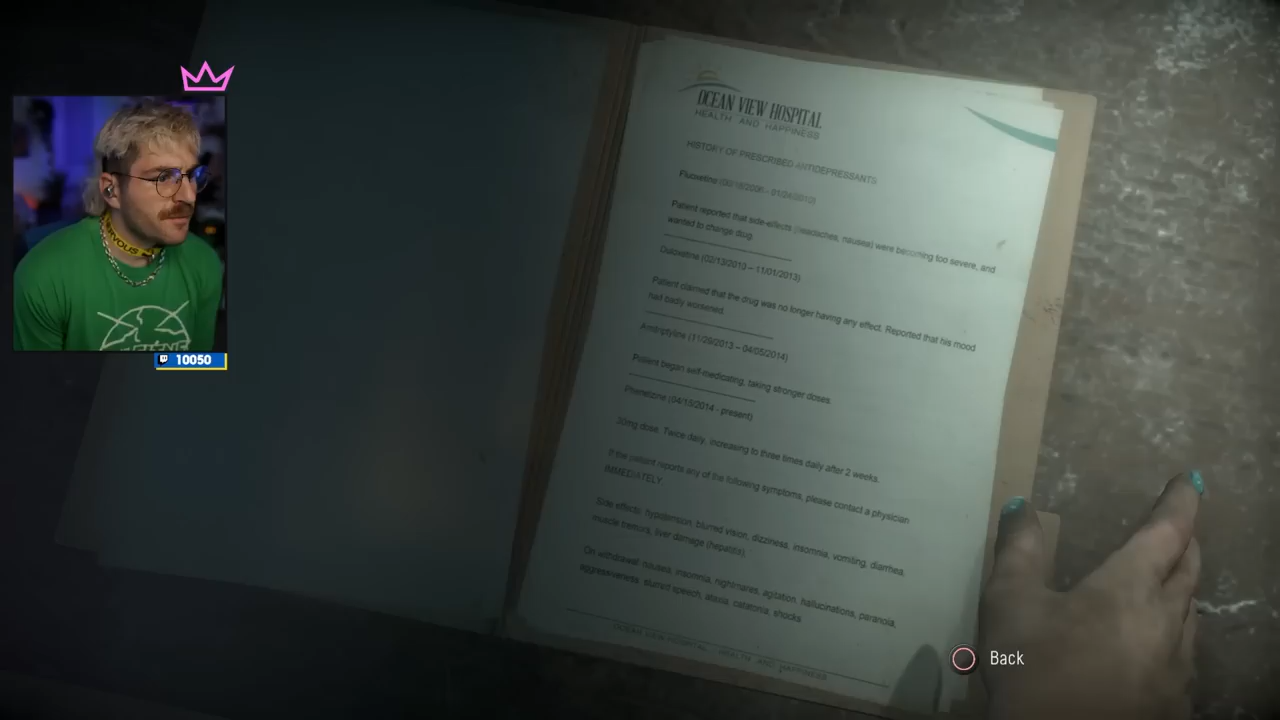 OCEAN VIEW HOSPITAL
HEALTH AND HAPPINESS
HISTORY OF PRESCRIBED ANTIDEPRESSANTS
Fluoxetine
Patient reported that side-effects (headaches, nausea) were becoming too severe, and
wanted to change drug.
Duloxetine (02/13/2010 – 11/01/2013)
Patient claimed that the drug was no longer having any effect. Reported that his mood
had badly worsened.
(11/26/2013 – 04/05/2014)
Patient began self-medicating, taking stronger doses.
Phenelzine (04/15/2014 - present)
30mg dose. Twice daily, increasing to three times daily after 2 weeks.
If the patient reports any of the following symptoms, please contact a physician
IMMEDIATELY.
Side effects: hypotension, blurred vision, dizziness, insomnia, vomiting, diarrhea,
muscle tremors, liver damage (hepatitis).
On withdrawal: nausea, insomnia, nightmares, agitation, hallucinations, paranoia,
aggressiveness, slurred speech, ataxia, catatonia, shocks
OCEAN VIEW HOSPITAL: HEALTH AND HAPPINESS
NERVOUS
10050
Back